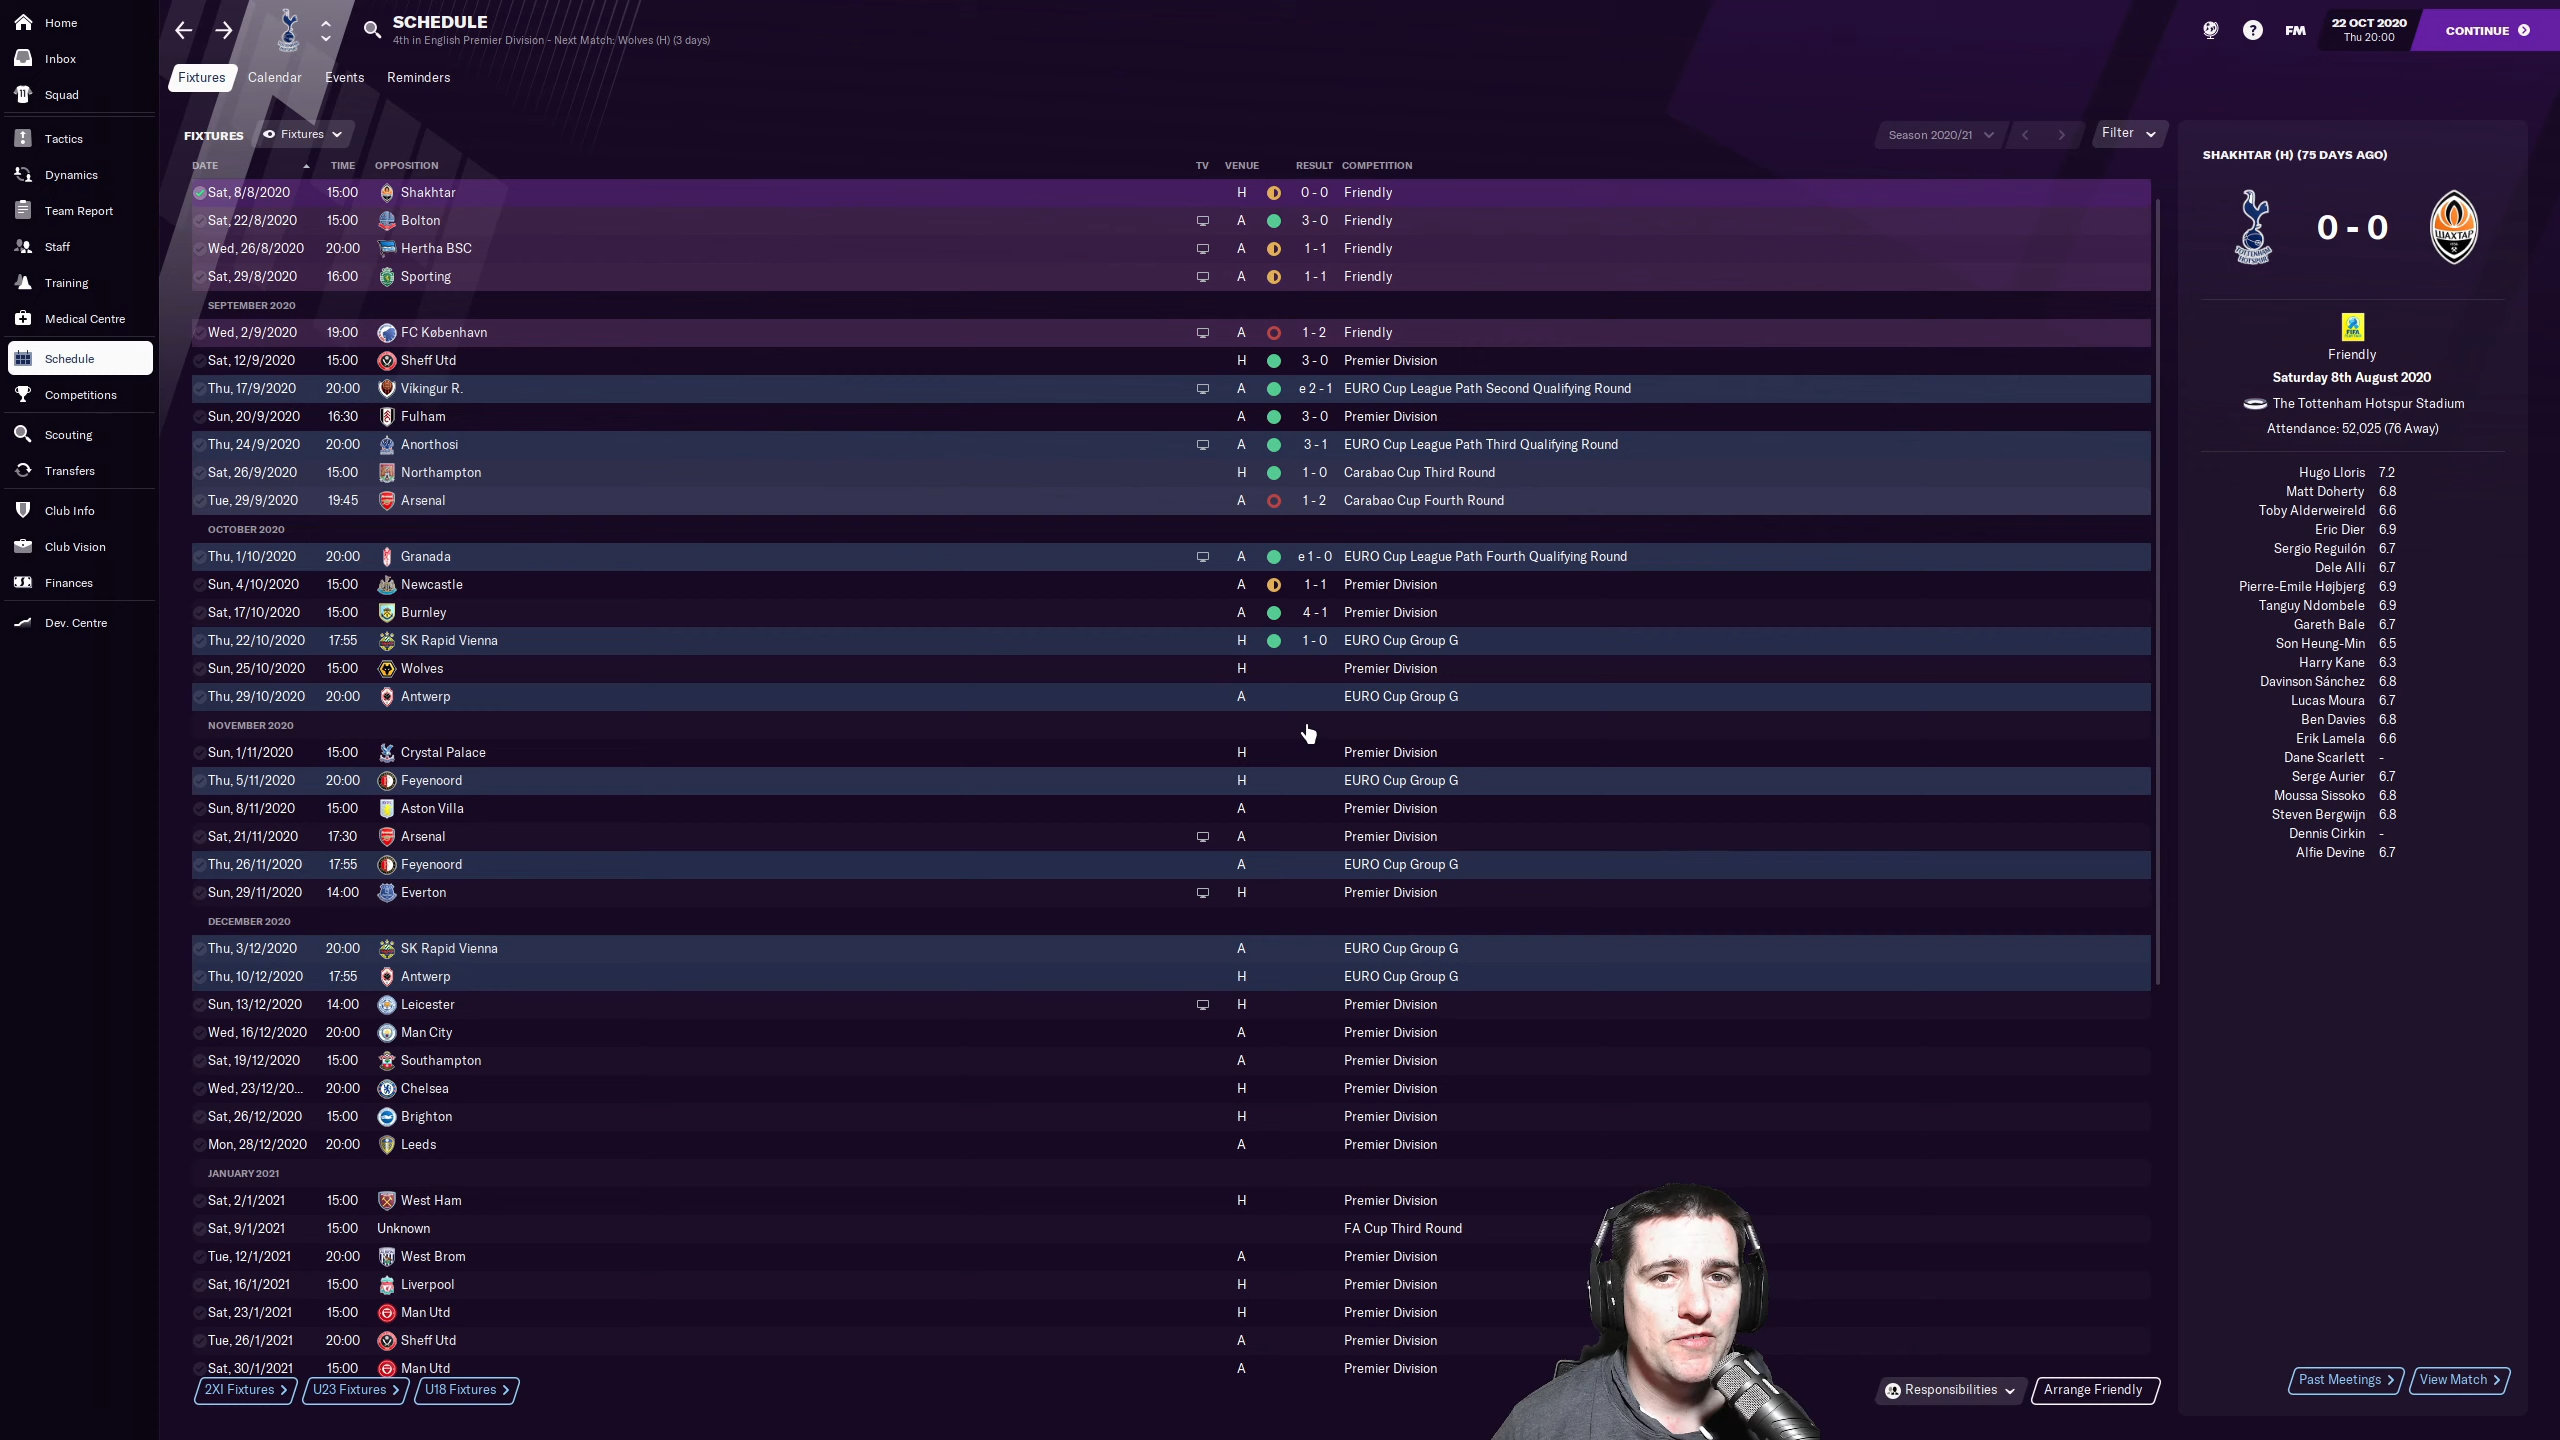 Home
Inbox
Squad
Tactics
Dynamics
Team Report
Staff
Training
Medical Centre
Schedule
Competitions
Scouting
Transfers
Club Info
Club Vision
Finances
Dev. Centre
SCHEDULE
4th in English Premier Division - Next Match: Wolves (H) (3 days)
? FM 22 OCT 2020
Thu 20:00
CONTINUE
Fixtures Calendar Events Reminders
FIXTURES Fixtures Season 2020/21 Filter
DATE TIME OPPOSITION TV VENUE RESULT COMPETITION
Sat, 8/8/2020 15:00 Shakhtar H 0 - 0 Friendly
Sat, 22/8/2020 15:00 Bolton A 3 - 0 Friendly
Wed, 26/8/2020 20:00 Hertha BSC A 1 - 1 Friendly
Sat, 29/8/2020 16:00 Sporting A 1 - 1 Friendly
SEPTEMBER 2020
Wed, 2/9/2020 19:00 FC København A 1 - 2 Friendly
Sat, 12/9/2020 15:00 Sheff Utd H 3 - 0 Premier Division
Thu, 17/9/2020 20:00 Víkingur R. A e 2 - 1 EURO Cup League Path Second Qualifying Round
Sun, 20/9/2020 16:30 Fulham A 3 - 0 Premier Division
Thu, 24/9/2020 20:00 Anorthosi A 3 - 1 EURO Cup League Path Third Qualifying Round
Sat, 26/9/2020 15:00 Northampton H 1 - 0 Carabao Cup Third Round
Tue, 29/9/2020 19:45 Arsenal A 1 - 2 Carabao Cup Fourth Round
OCTOBER 2020
Thu, 1/10/2020 20:00 Granada A e 1 - 0 EURO Cup League Path Fourth Qualifying Round
Sun, 4/10/2020 15:00 Newcastle A 1 - 1 Premier Division
Sat, 17/10/2020 15:00 Burnley A 4 - 1 Premier Division
Thu, 22/10/2020 17:55 SK Rapid Vienna H 1 - 0 EURO Cup Group G
Sun, 25/10/2020 15:00 Wolves H Premier Division
Thu, 29/10/2020 20:00 Antwerp A EURO Cup Group G
NOVEMBER 2020
Sun, 1/11/2020 15:00 Crystal Palace H Premier Division
Thu, 5/11/2020 20:00 Feyenoord H EURO Cup Group G
Sun, 8/11/2020 15:00 Aston Villa A Premier Division
Sat, 21/11/2020 17:30 Arsenal A Premier Division
Thu, 26/11/2020 17:55 Feyenoord A EURO Cup Group G
Sun, 29/11/2020 14:00 Everton H Premier Division
DECEMBER 2020
Thu, 3/12/2020 20:00 SK Rapid Vienna A EURO Cup Group G
Thu, 10/12/2020 17:55 Antwerp H EURO Cup Group G
Sun, 13/12/2020 14:00 Leicester H Premier Division
Wed, 16/12/2020 20:00 Man City A Premier Division
Sat, 19/12/2020 15:00 Southampton A Premier Division
Wed, 23/12/20... 20:00 Chelsea H Premier Division
Sat, 26/12/2020 15:00 Brighton H Premier Division
Mon, 28/12/2020 20:00 Leeds A Premier Division
JANUARY 2021
Sat, 2/1/2021 15:00 West Ham H Premier Division
Sat, 9/1/2021 15:00 Unknown FA Cup Third Round
Tue, 12/1/2021 20:00 West Brom A Premier Division
Sat, 16/1/2021 15:00 Liverpool H Premier Division
Sat, 23/1/2021 15:00 Man Utd H Premier Division
Tue, 26/1/2021 20:00 Sheff Utd A Premier Division
Sat, 30/1/2021 15:00 Man Utd A Premier Division
2XI Fixtures U23 Fixtures U18 Fixtures Responsibilities Arrange Friendly
SHAKHTAR (H) (75 DAYS AGO)
0 - 0
TOTTENHAM
HOTSPUR
ШАХТАР
FIFA
Friendly
Saturday 8th August 2020
The Tottenham Hotspur Stadium
Attendance: 52,025 (76 Away)
Hugo Lloris 7.2
Matt Doherty 6.8
Toby Alderweireld 6.6
Eric Dier 6.9
Sergio Reguilón 6.7
Dele Alli 6.7
Pierre-Emile Højbjerg 6.9
Tanguy Ndombele 6.9
Gareth Bale 6.7
Son Heung-Min 6.5
Harry Kane 6.3
Davinson Sánchez 6.8
Lucas Moura 6.7
Ben Davies 6.8
Erik Lamela 6.6
Dane Scarlett -
Serge Aurier 6.7
Moussa Sissoko 6.8
Steven Bergwijn 6.8
Dennis Cirkin -
Alfie Devine 6.7
Past Meetings View Match